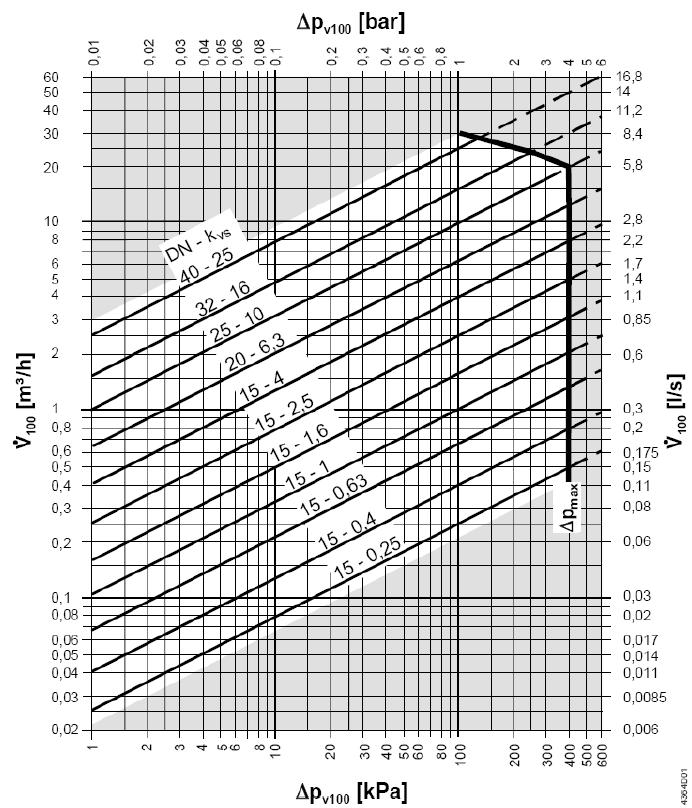 Δpv100 [bar]
0,01 0,02 0,03 0,04 0,05 0,06 0,08 0,1 0,2 0,3 0,4 0,5 0,6 0,8 1 2 3 4 5 6
60 16,8
50 14
40 11,2
30 8,4
20 5,8
10 2,8
8 2,2
6 1,7
5 1,4
4 1,1
3 0,85
2 0,6
1 0,3
0,8 0,2
0,6 0,175
0,5 0,15
0,4 0,11
0,3 0,08
0,2 0,06
0,1 0,03
0,08 0,02
0,06 0,017
0,05 0,014
0,04 0,011
0,03 0,0085
0,02 0,006
V̇100 [m³/h]
V̇100 [l/s]
DN - kvs
40 - 25
32 - 16
25 - 10
20 - 6,3
15 - 4
15 - 2,5
15 - 1,6
15 - 1
15 - 0,63
15 - 0,4
15 - 0,25
Δpmax
1 2 3 4 5 6 8 10 20 30 40 50 60 80 100 200 300 400 500 600
Δpv100 [kPa]
4364D01